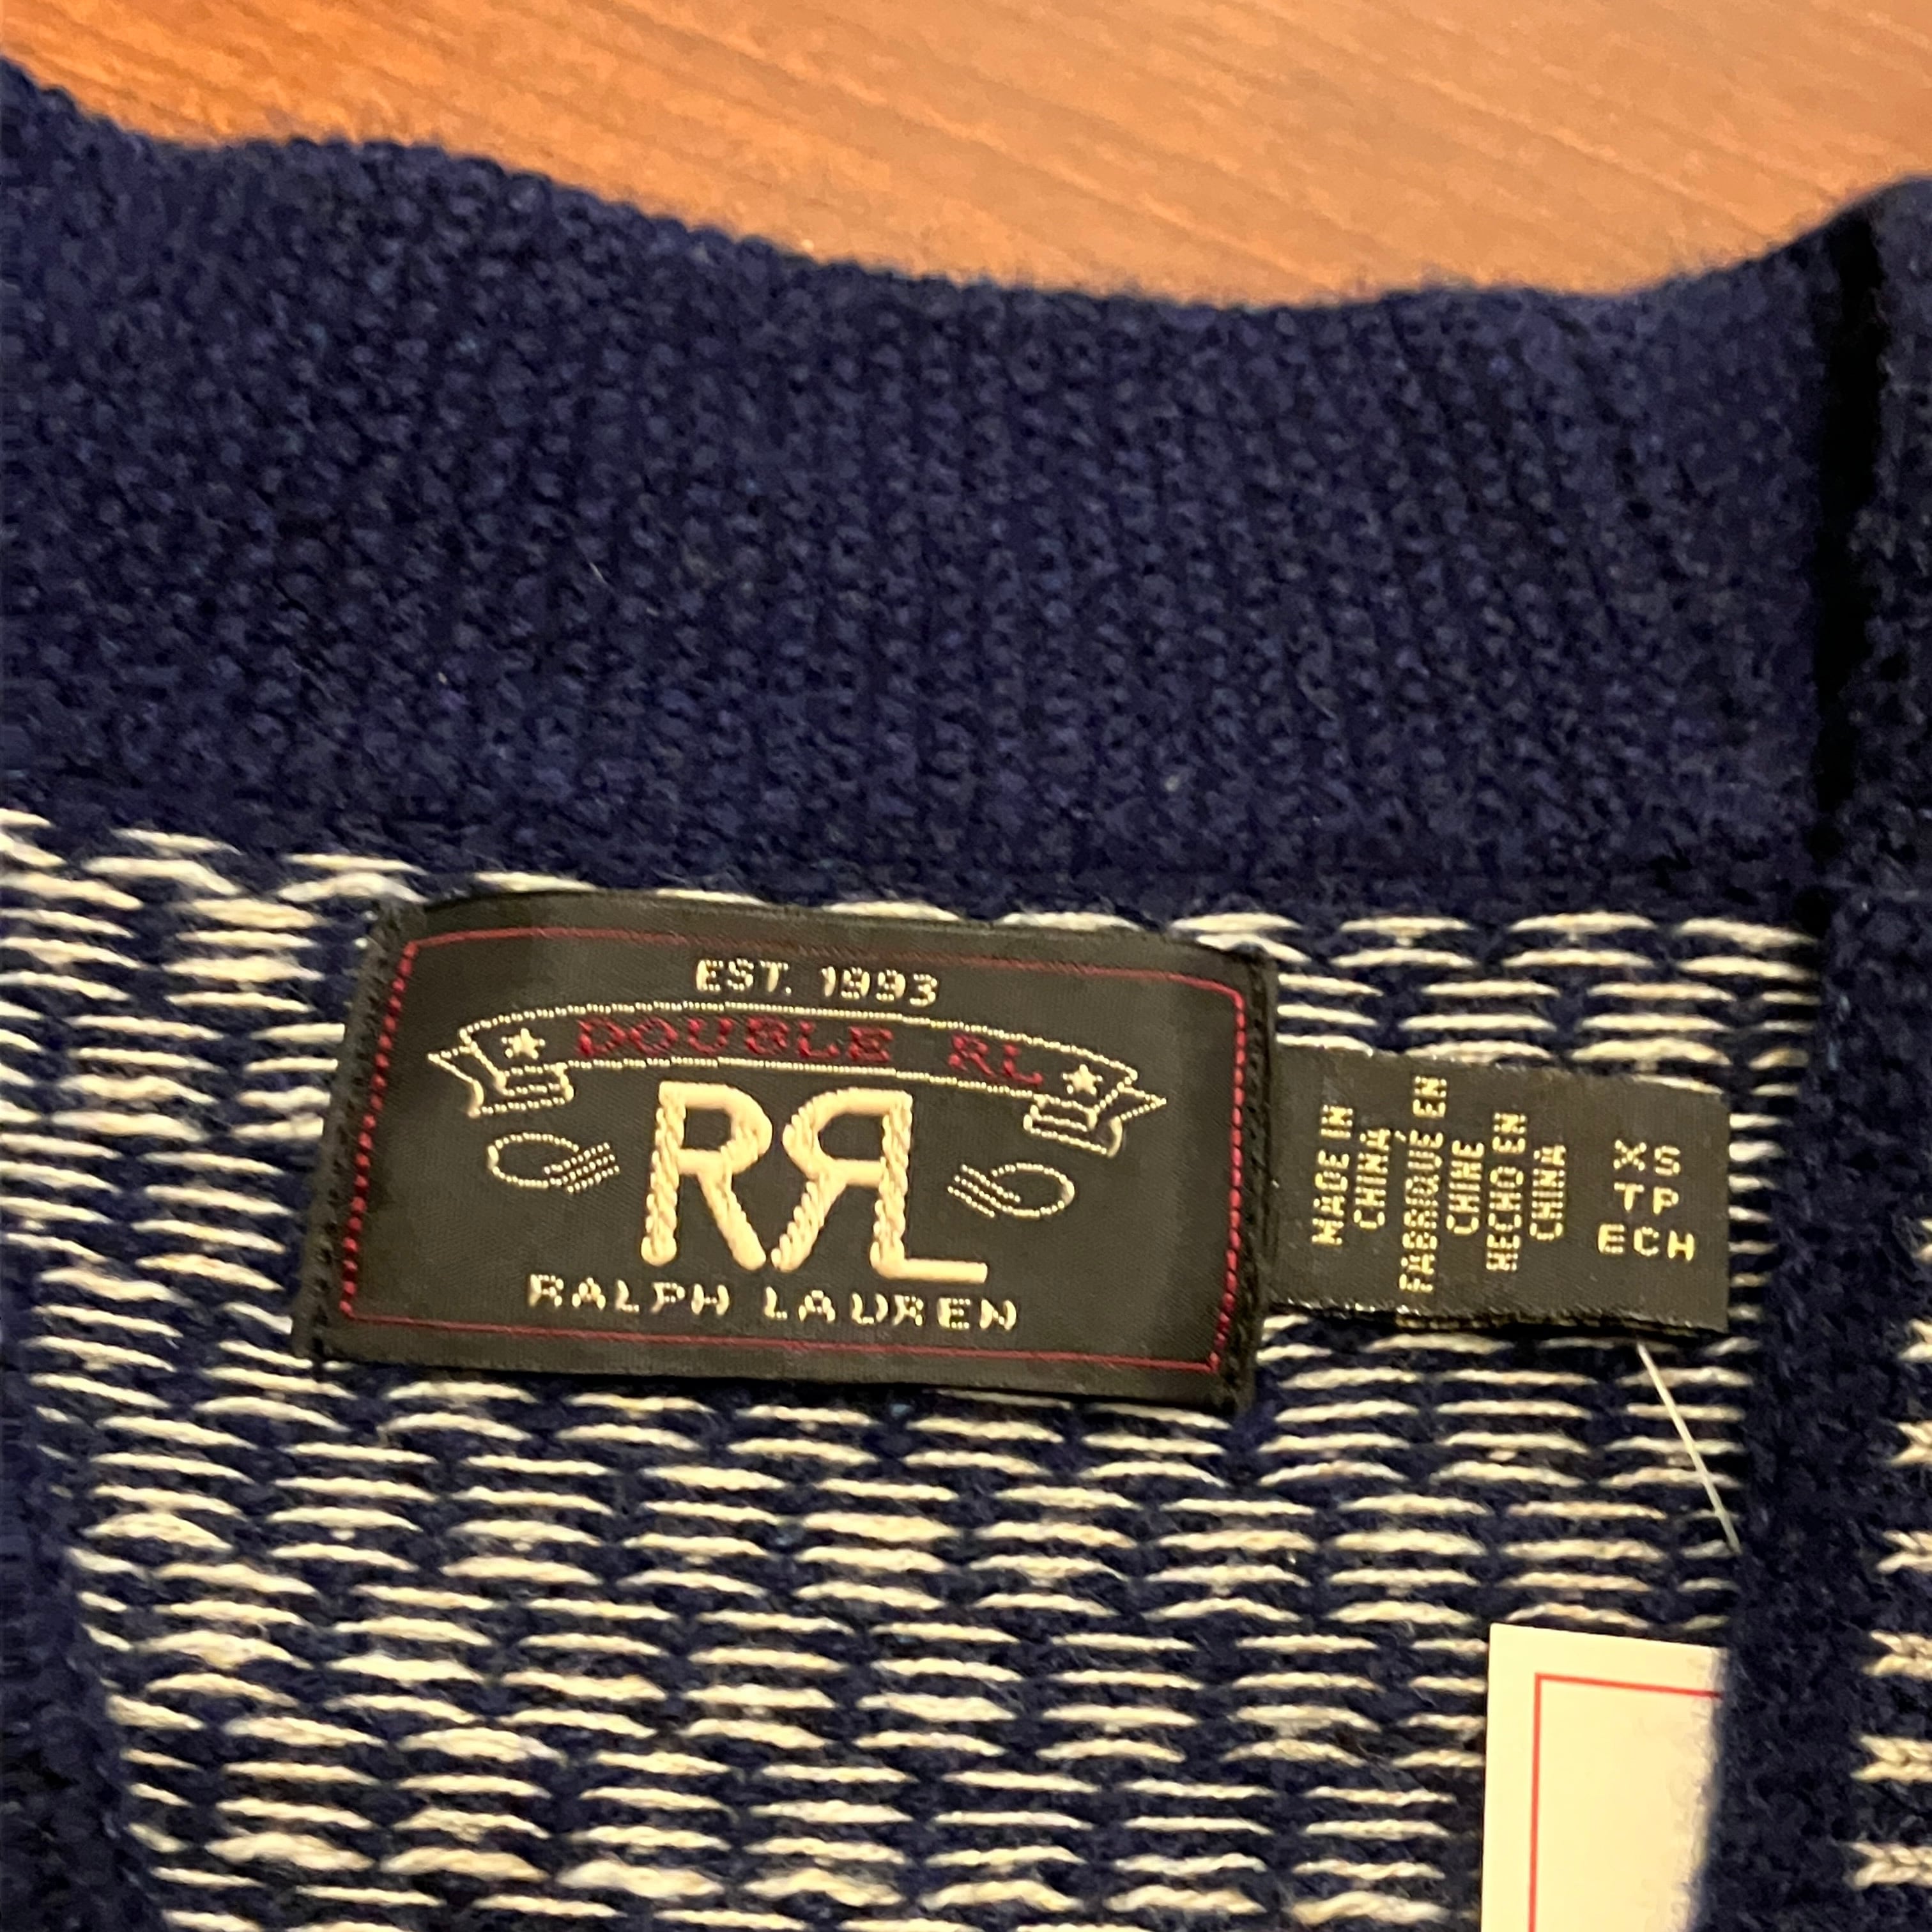 EST. 1993
DOUBLE RL
RRL
RALPH LAUREN
MADE IN
CHINA
FABRIQUÉ EN
CHINE
HECHO EN
CHINA
XS
TP
ECH